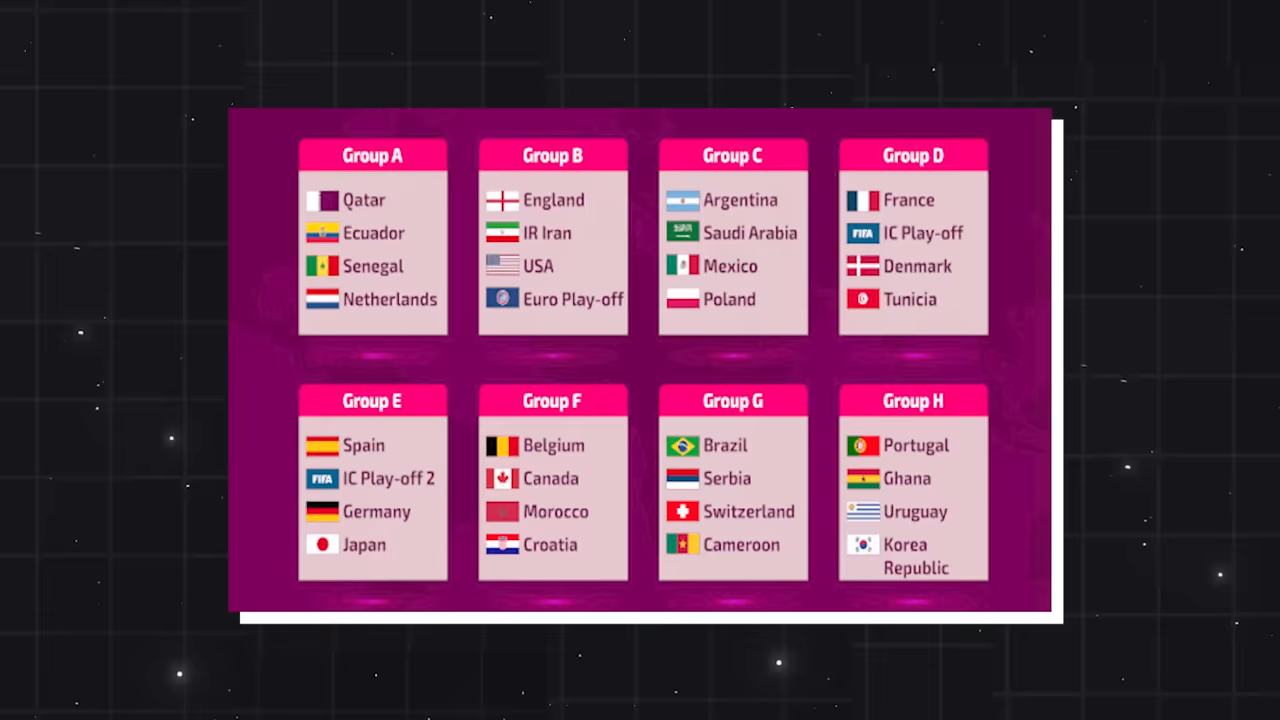 Group A
Qatar
Ecuador
Senegal
Netherlands
Group B
England
IR Iran
USA
Euro Play-off
Group C
Argentina
Saudi Arabia
Mexico
Poland
Group D
France
FIFA IC Play-off
Denmark
Tunicia
Group E
Spain
FIFA IC Play-off 2
Germany
Japan
Group F
Belgium
Canada
Morocco
Croatia
Group G
Brazil
Serbia
Switzerland
Cameroon
Group H
Portugal
Ghana
Uruguay
Korea
Republic